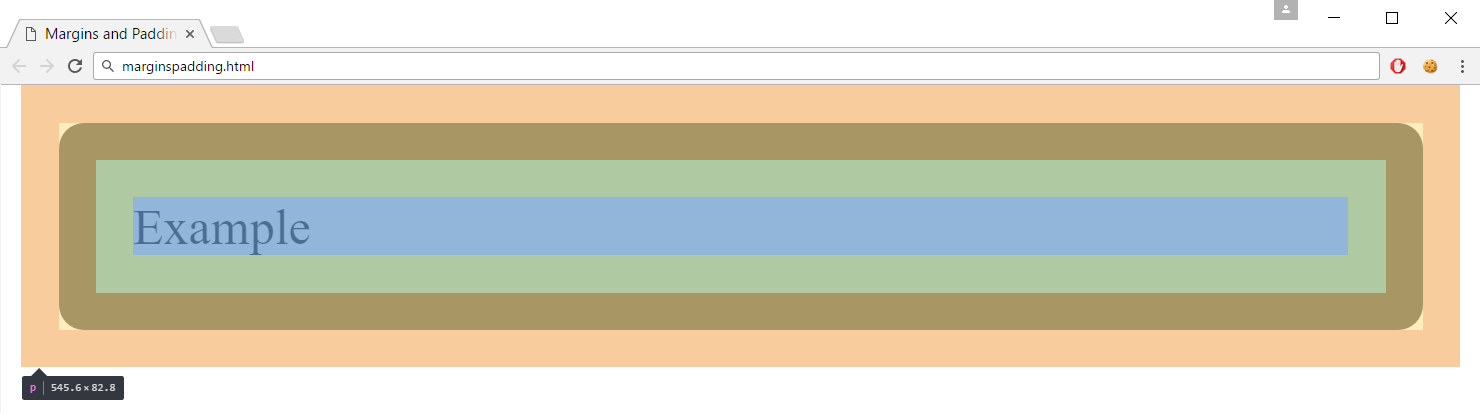 Margins and Paddin
marginspadding.html
Example
p 545.6 × 82.8